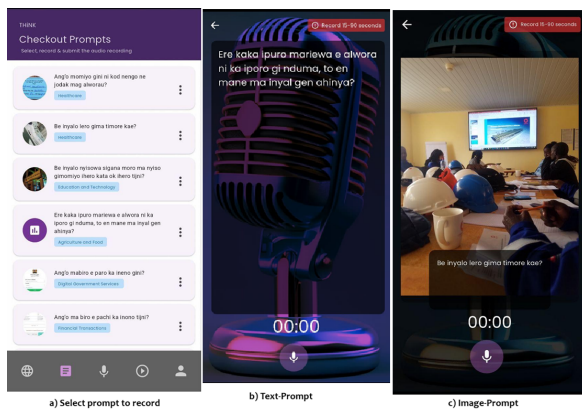 THINK
Checkout Prompts
Select, record & submit the audio recording
Ang'o momiyo gini ni kod nengo ne
jodak mag alworau?
Healthcare
Be inyalo lero gima timore kae?
Healthcare
Be inyalo nyisowa sigana moro ma nyiso
gimomiyo ihero kata ok ihero tijni?
Education and Technology
Ere kaka ipuro mariewa e alwora ni ka
iporo gi nduma, to en mane ma inyal gen
ahinya?
Agriculture and Food
Ang'o mabiro e paro ka ineno gini?
Digital Government Services
Ang'o ma biro e pachi ka inono tijni?
Financial Transactions
a) Select prompt to record
Record 15-90 seconds
Ere kaka ipuro mariewa e alwora
ni ka iporo gi nduma, to en
mane ma inyal gen ahinya?
00:00
b) Text-Prompt
Record 15-90 seconds
Be inyalo lero gima timore kae?
00:00
c) Image-Prompt